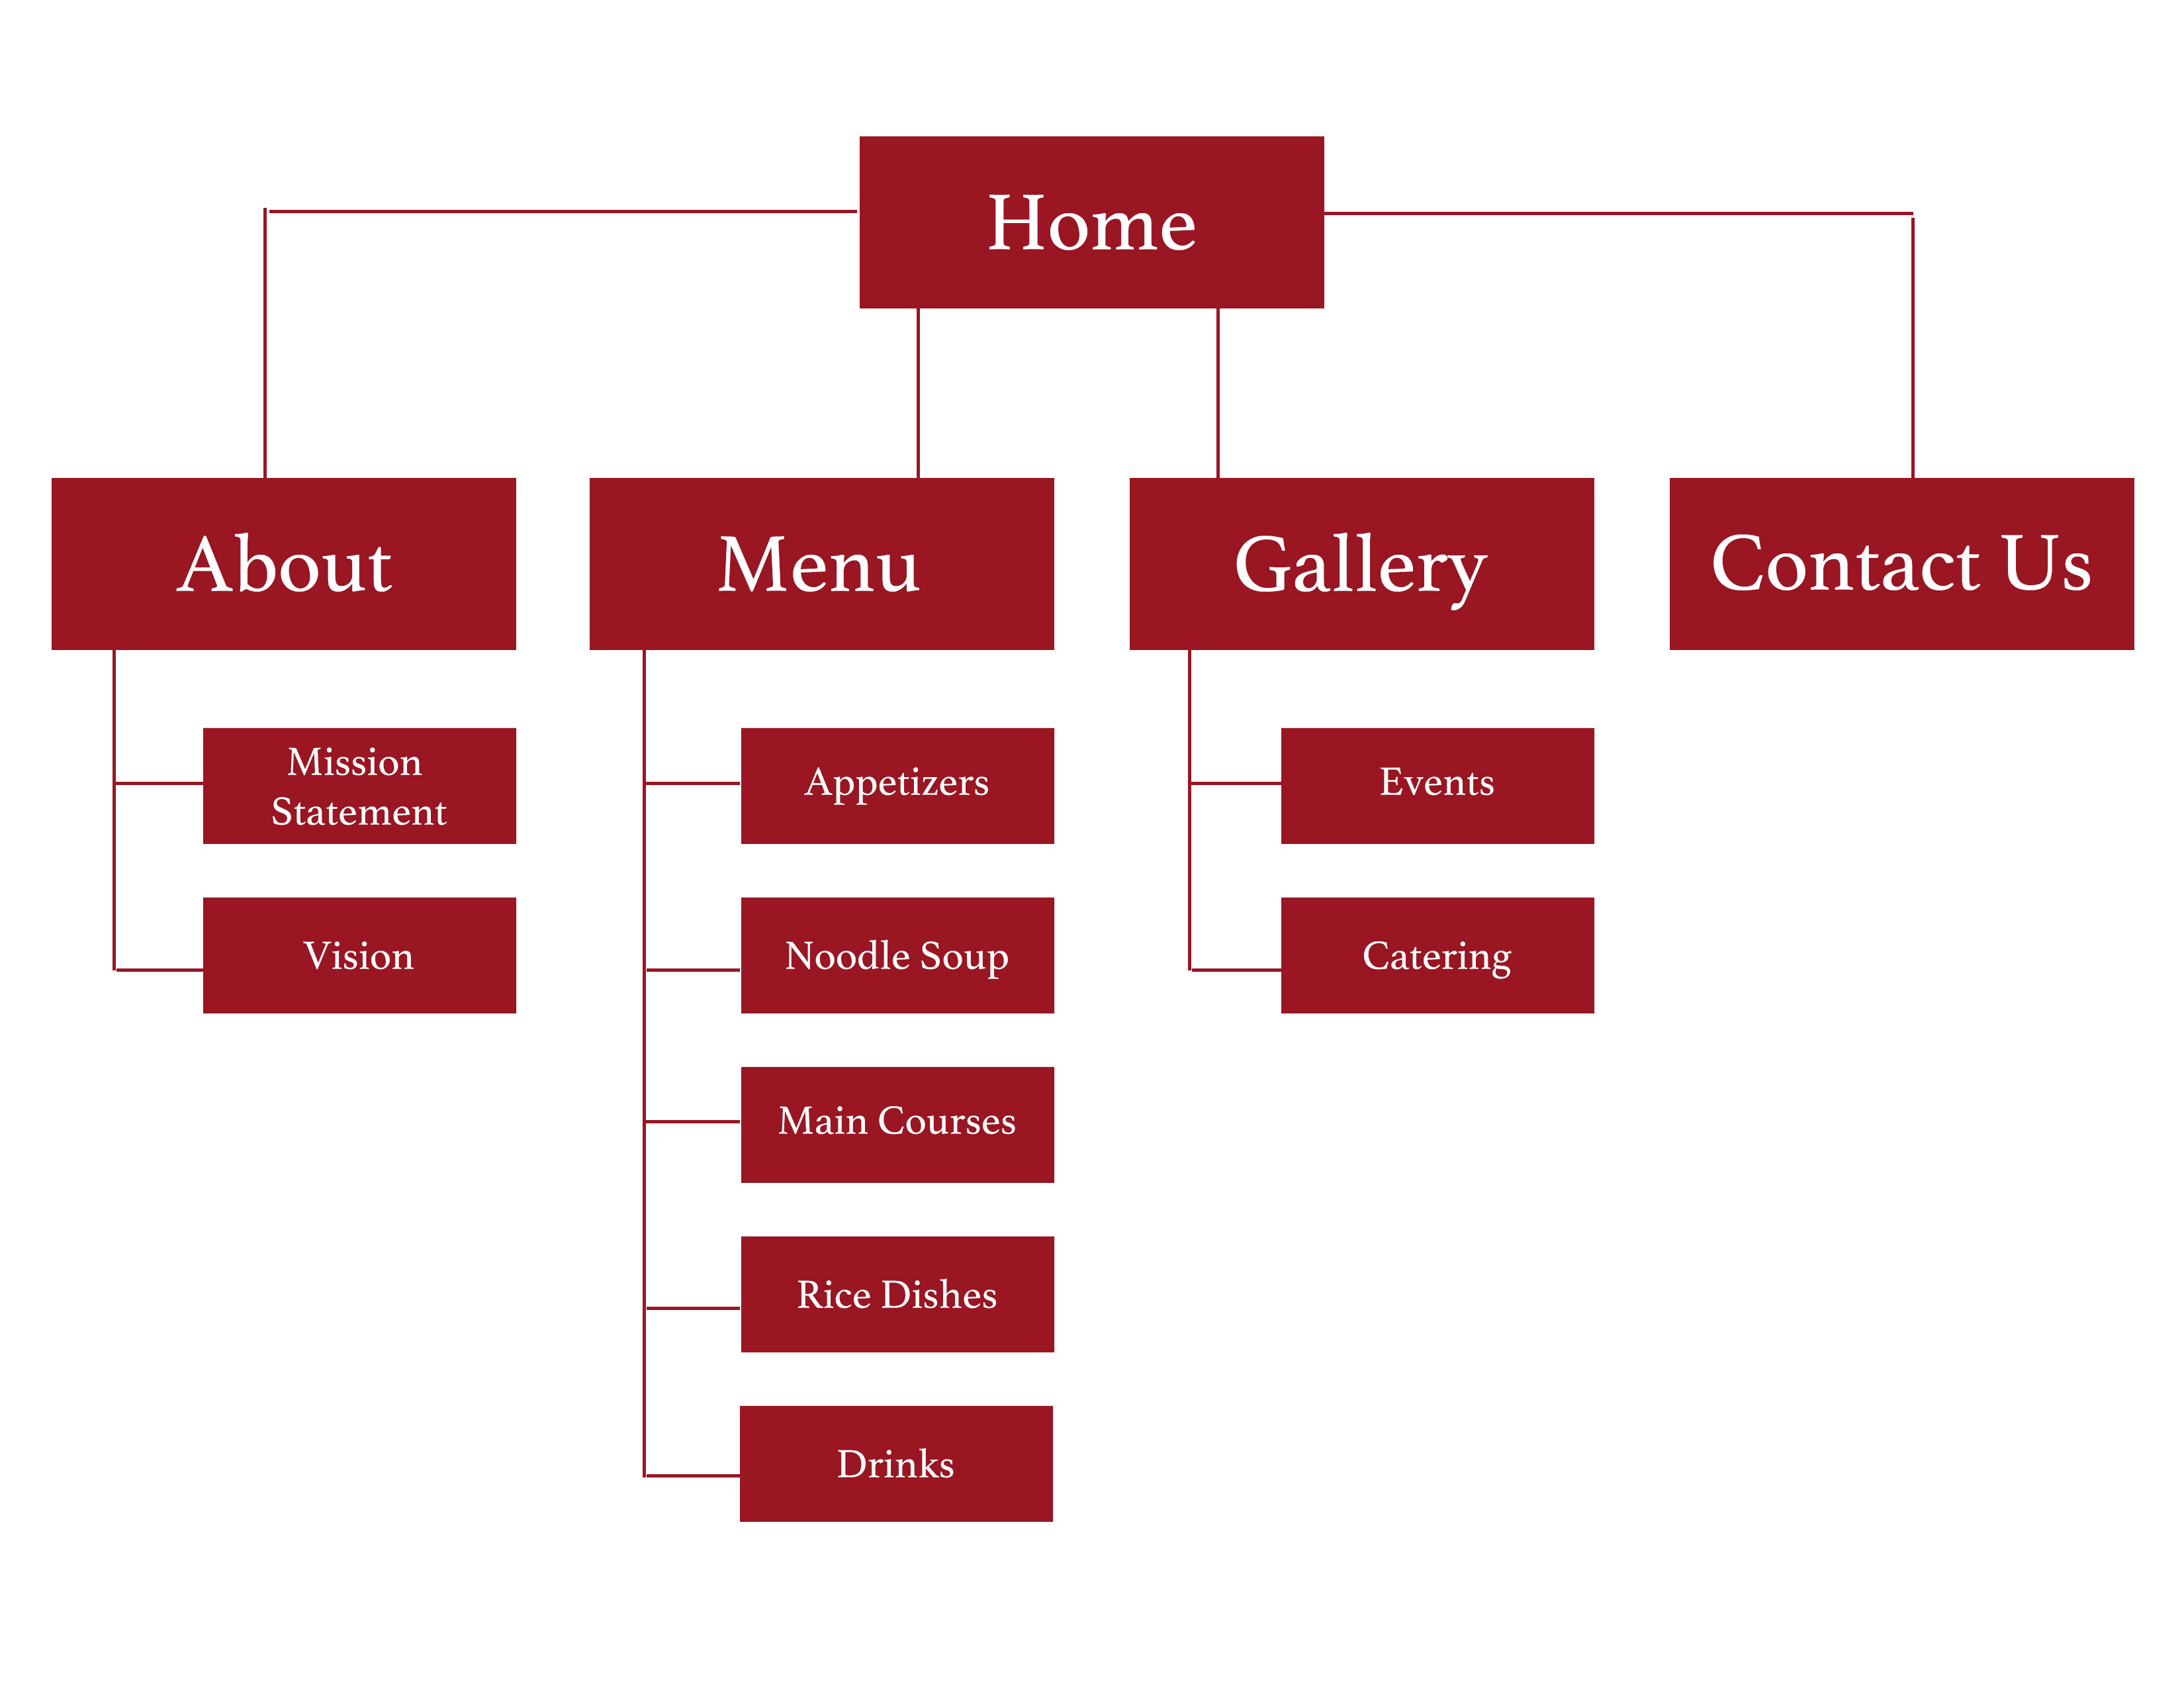 Home
About
Menu
Gallery
Contact Us
Mission
Statement
Vision
Appetizers
Noodle Soup
Main Courses
Rice Dishes
Drinks
Events
Catering